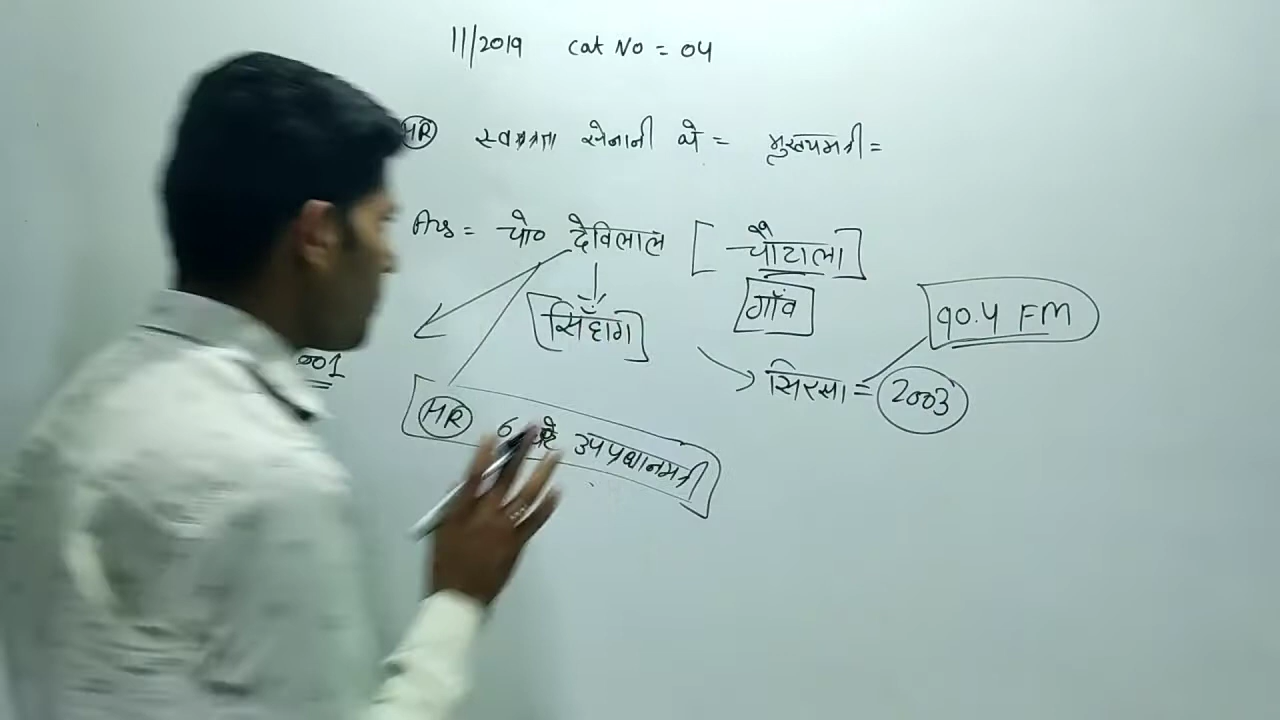 11/2019 Cat No = 04
HR स्वतंत्रता सेनानी थे = मुख्यमंत्री =
Ans = चौ० देविलाल [ चौटाला ]
गाँव
सिहाँग
90.4 FM
सिरसा = 2003
001
HR 6 उपप्रधानमंत्री